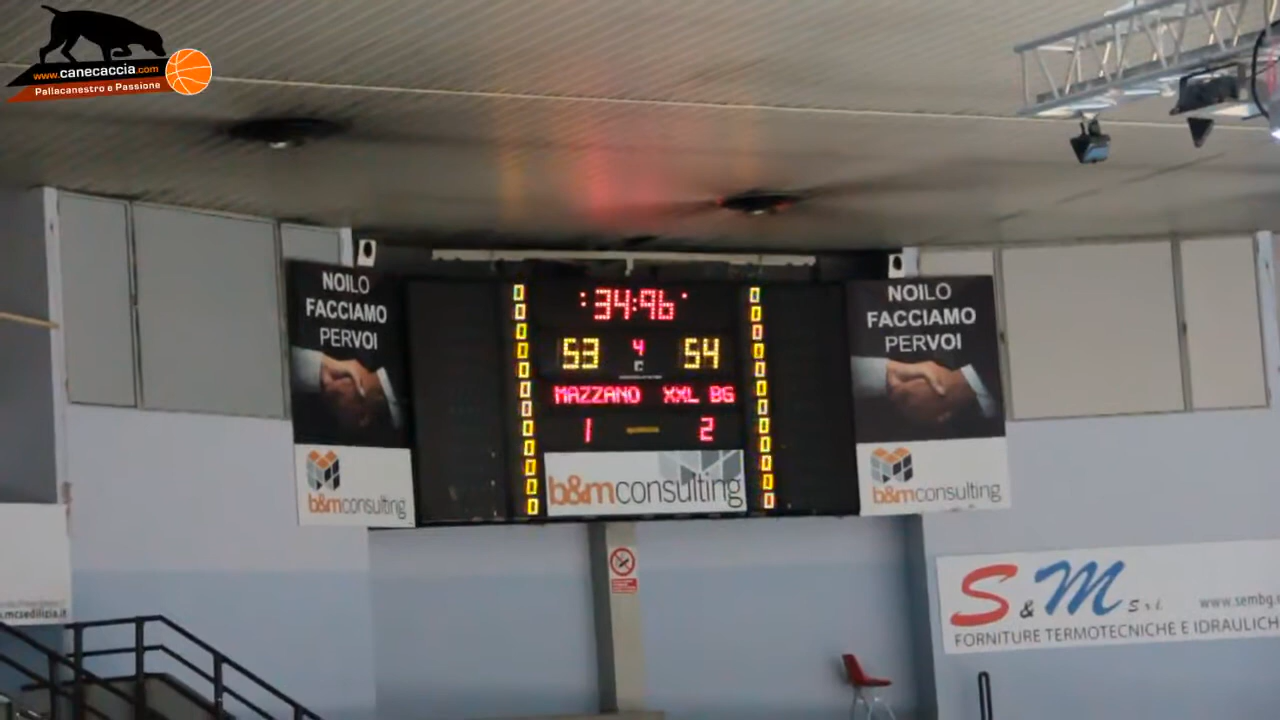 www.canecaccia.com
Pallacanestro e Passione
NOILO
FACCIAMO
PERVOI
b&mconsulting
:34:96
53 4 54
MAZZANO XXL BG
1 2
b&mconsulting
NOILO
FACCIAMO
PERVOI
b&mconsulting
.mcsedilizia.it
S&M S r l
www.sembg.
FORNITURE TERMOTECNICHE E IDRAULICH